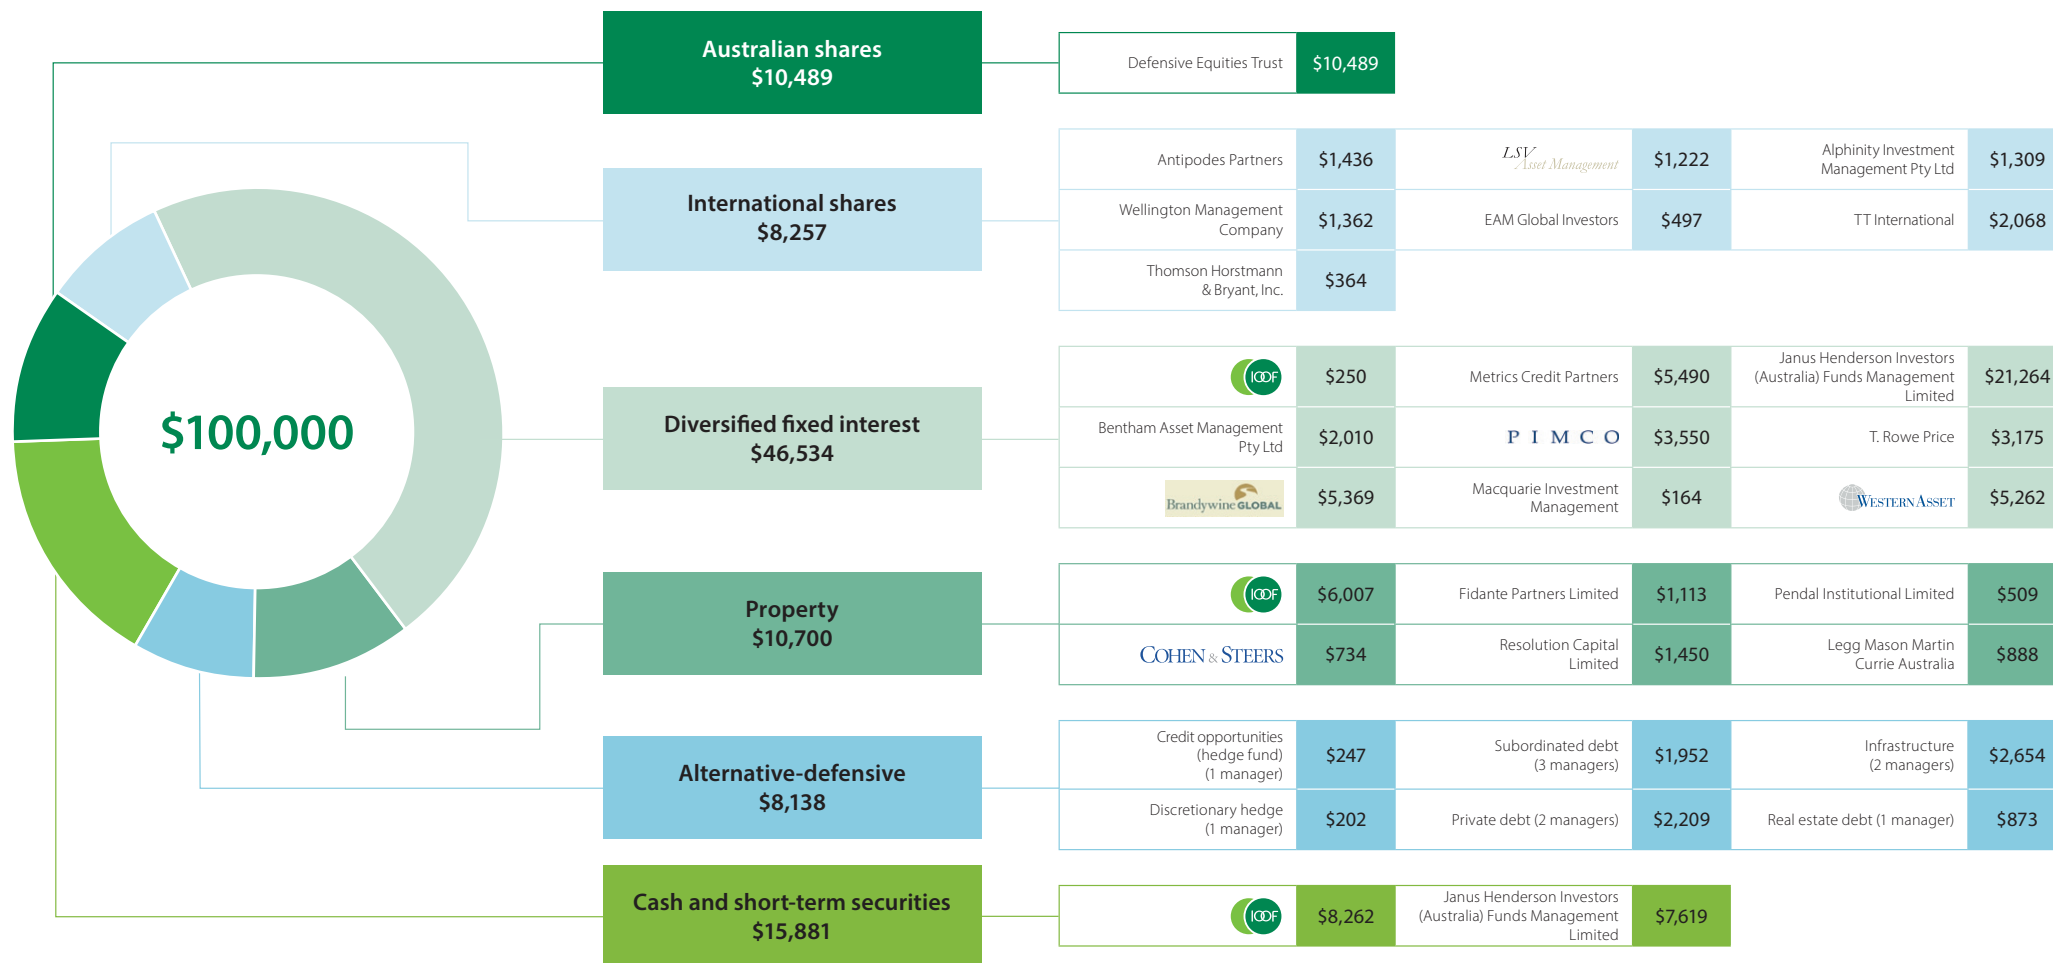 $100,000
Australian shares
$10,489
Defensive Equities Trust
$10,489
International shares
$8,257
Antipodes Partners
$1,436
LSV
Asset Management
$1,222
Alphinity Investment
Management Pty Ltd
$1,309
Wellington Management
Company
$1,362
EAM Global Investors
$497
TT International
$2,068
Thomson Horstmann
& Bryant, Inc.
$364
Diversified fixed interest
$46,534
IOOF
$250
Metrics Credit Partners
$5,490
Janus Henderson Investors
(Australia) Funds Management
Limited
$21,264
Bentham Asset Management
Pty Ltd
$2,010
PIMCO
$3,550
T. Rowe Price
$3,175
Brandywine GLOBAL
$5,369
Macquarie Investment
Management
$164
WESTERN ASSET
$5,262
Property
$10,700
IOOF
$6,007
Fidante Partners Limited
$1,113
Pendal Institutional Limited
$509
COHEN & STEERS
$734
Resolution Capital
Limited
$1,450
Legg Mason Martin
Currie Australia
$888
Alternative-defensive
$8,138
Credit opportunities
(hedge fund)
(1 manager)
$247
Subordinated debt
(3 managers)
$1,952
Infrastructure
(2 managers)
$2,654
Discretionary hedge
(1 manager)
$202
Private debt (2 managers)
$2,209
Real estate debt (1 manager)
$873
Cash and short-term securities
$15,881
IOOF
$8,262
Janus Henderson Investors
(Australia) Funds Management
Limited
$7,619